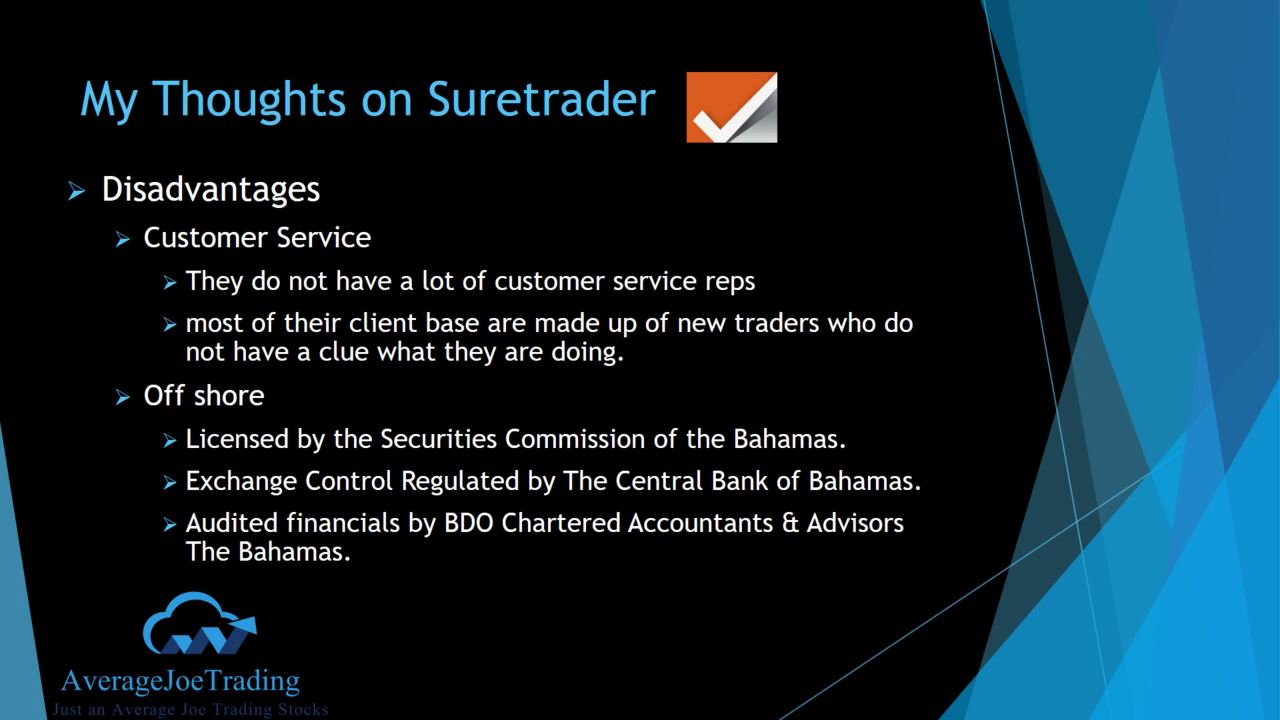 My Thoughts on Suretrader
Disadvantages
Customer Service
They do not have a lot of customer service reps
most of their client base are made up of new traders who do
not have a clue what they are doing.
Off shore
Licensed by the Securities Commission of the Bahamas.
Exchange Control Regulated by The Central Bank of Bahamas.
Audited financials by BDO Chartered Accountants & Advisors
The Bahamas.
AverageJoeTrading
Just an Average Joe Trading Stocks